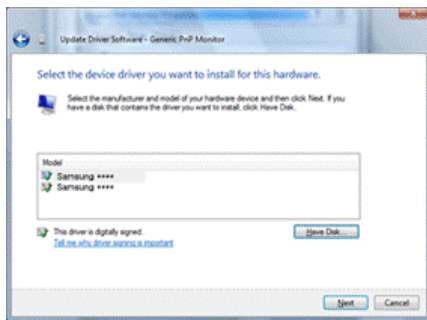 Update Driver Software - Generic PnP Monitor
Select the device driver you want to install for this hardware.
Select the manufacturer and model of your hardware device and then click Next. If you
have a disk that contains the driver you want to install, click Have Disk.
Model
Samsung ****
Samsung ****
This driver is digitally signed.
Have Disk...
Tell me why driver signing is important
Next
Cancel